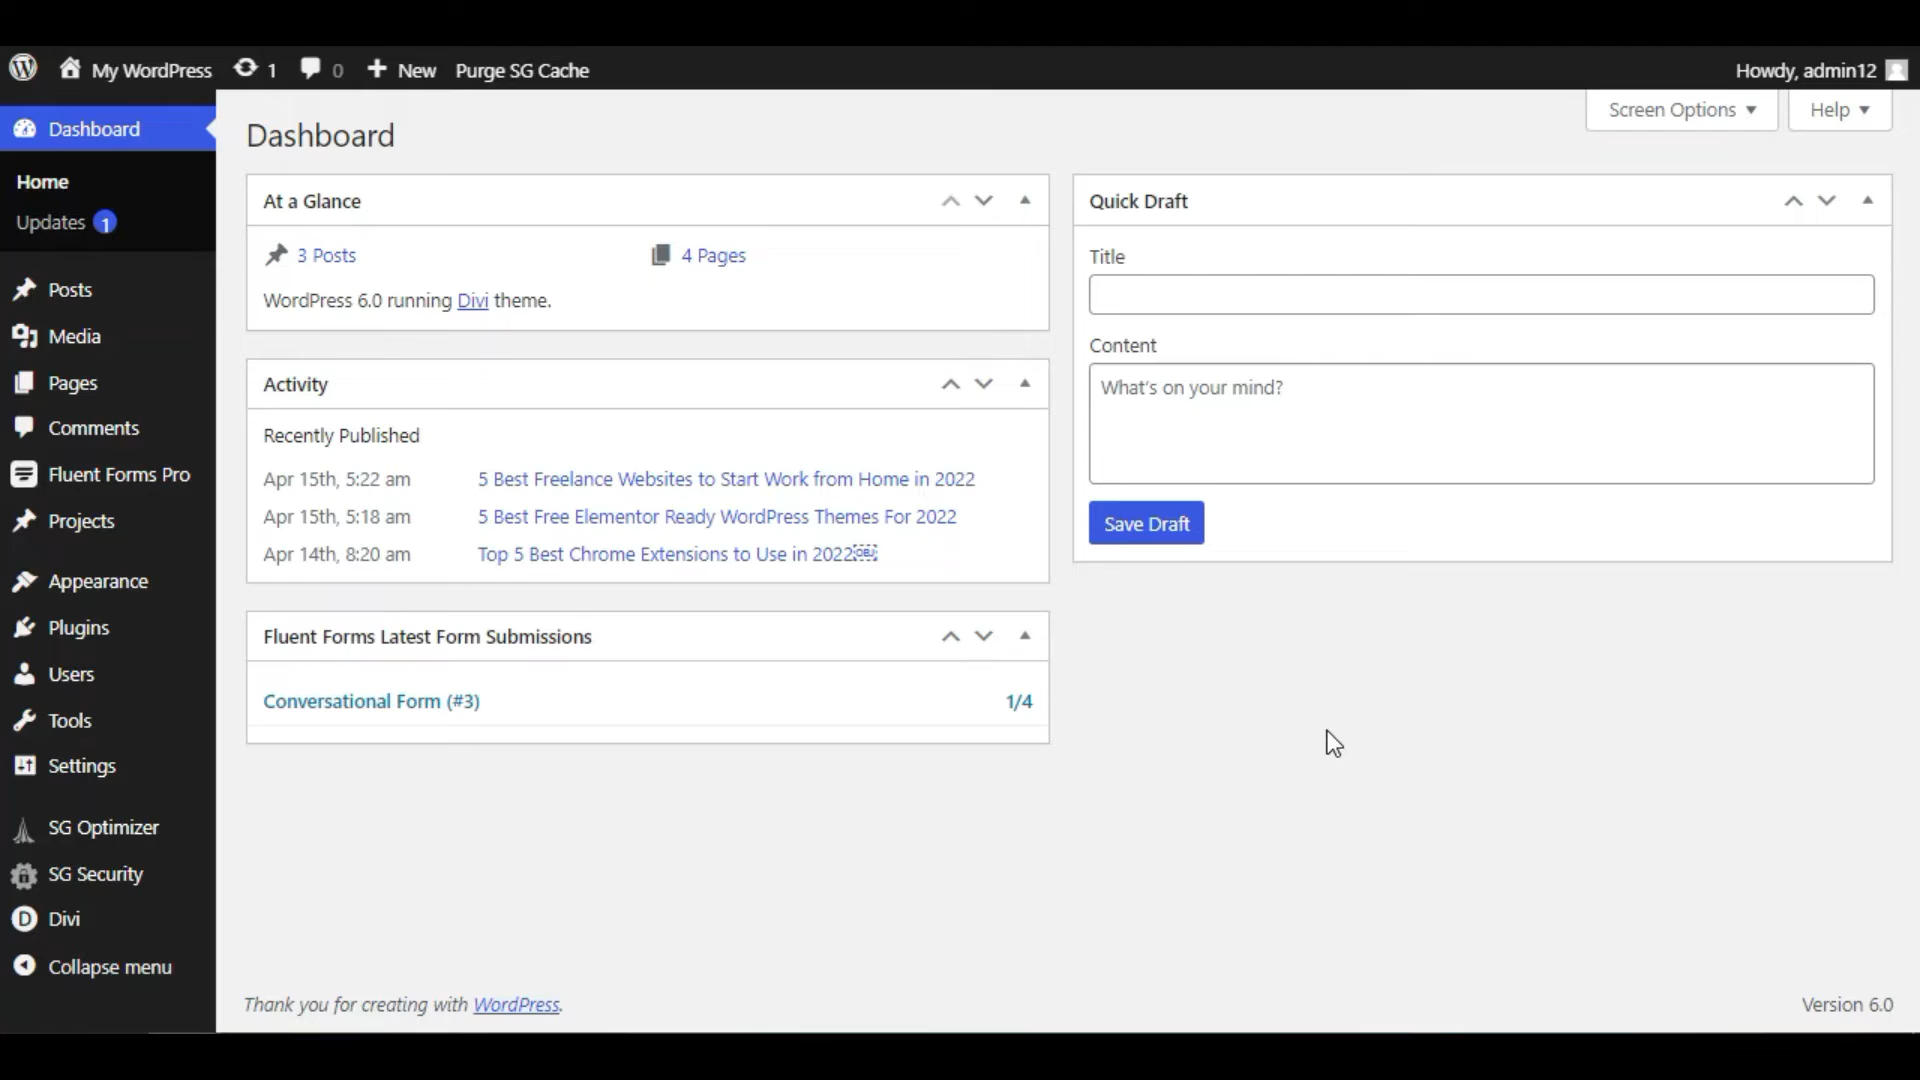 My WordPress 1 0 New Purge SG Cache Howdy, admin12
Dashboard
Home
Updates 1
Posts
Media
Pages
Comments
Fluent Forms Pro
Projects
Appearance
Plugins
Users
Tools
Settings
SG Optimizer
SG Security
Divi
Collapse menu
Screen Options Help
Dashboard
At a Glance
3 Posts 4 Pages
WordPress 6.0 running Divi theme.
Activity
Recently Published
Apr 15th, 5:22 am 5 Best Freelance Websites to Start Work from Home in 2022
Apr 15th, 5:18 am 5 Best Free Elementor Ready WordPress Themes For 2022
Apr 14th, 8:20 am Top 5 Best Chrome Extensions to Use in 2022￼
Fluent Forms Latest Form Submissions
Conversational Form (#3) 1/4
Quick Draft
Title
Content
What's on your mind?
Save Draft
Thank you for creating with WordPress.
Version 6.0